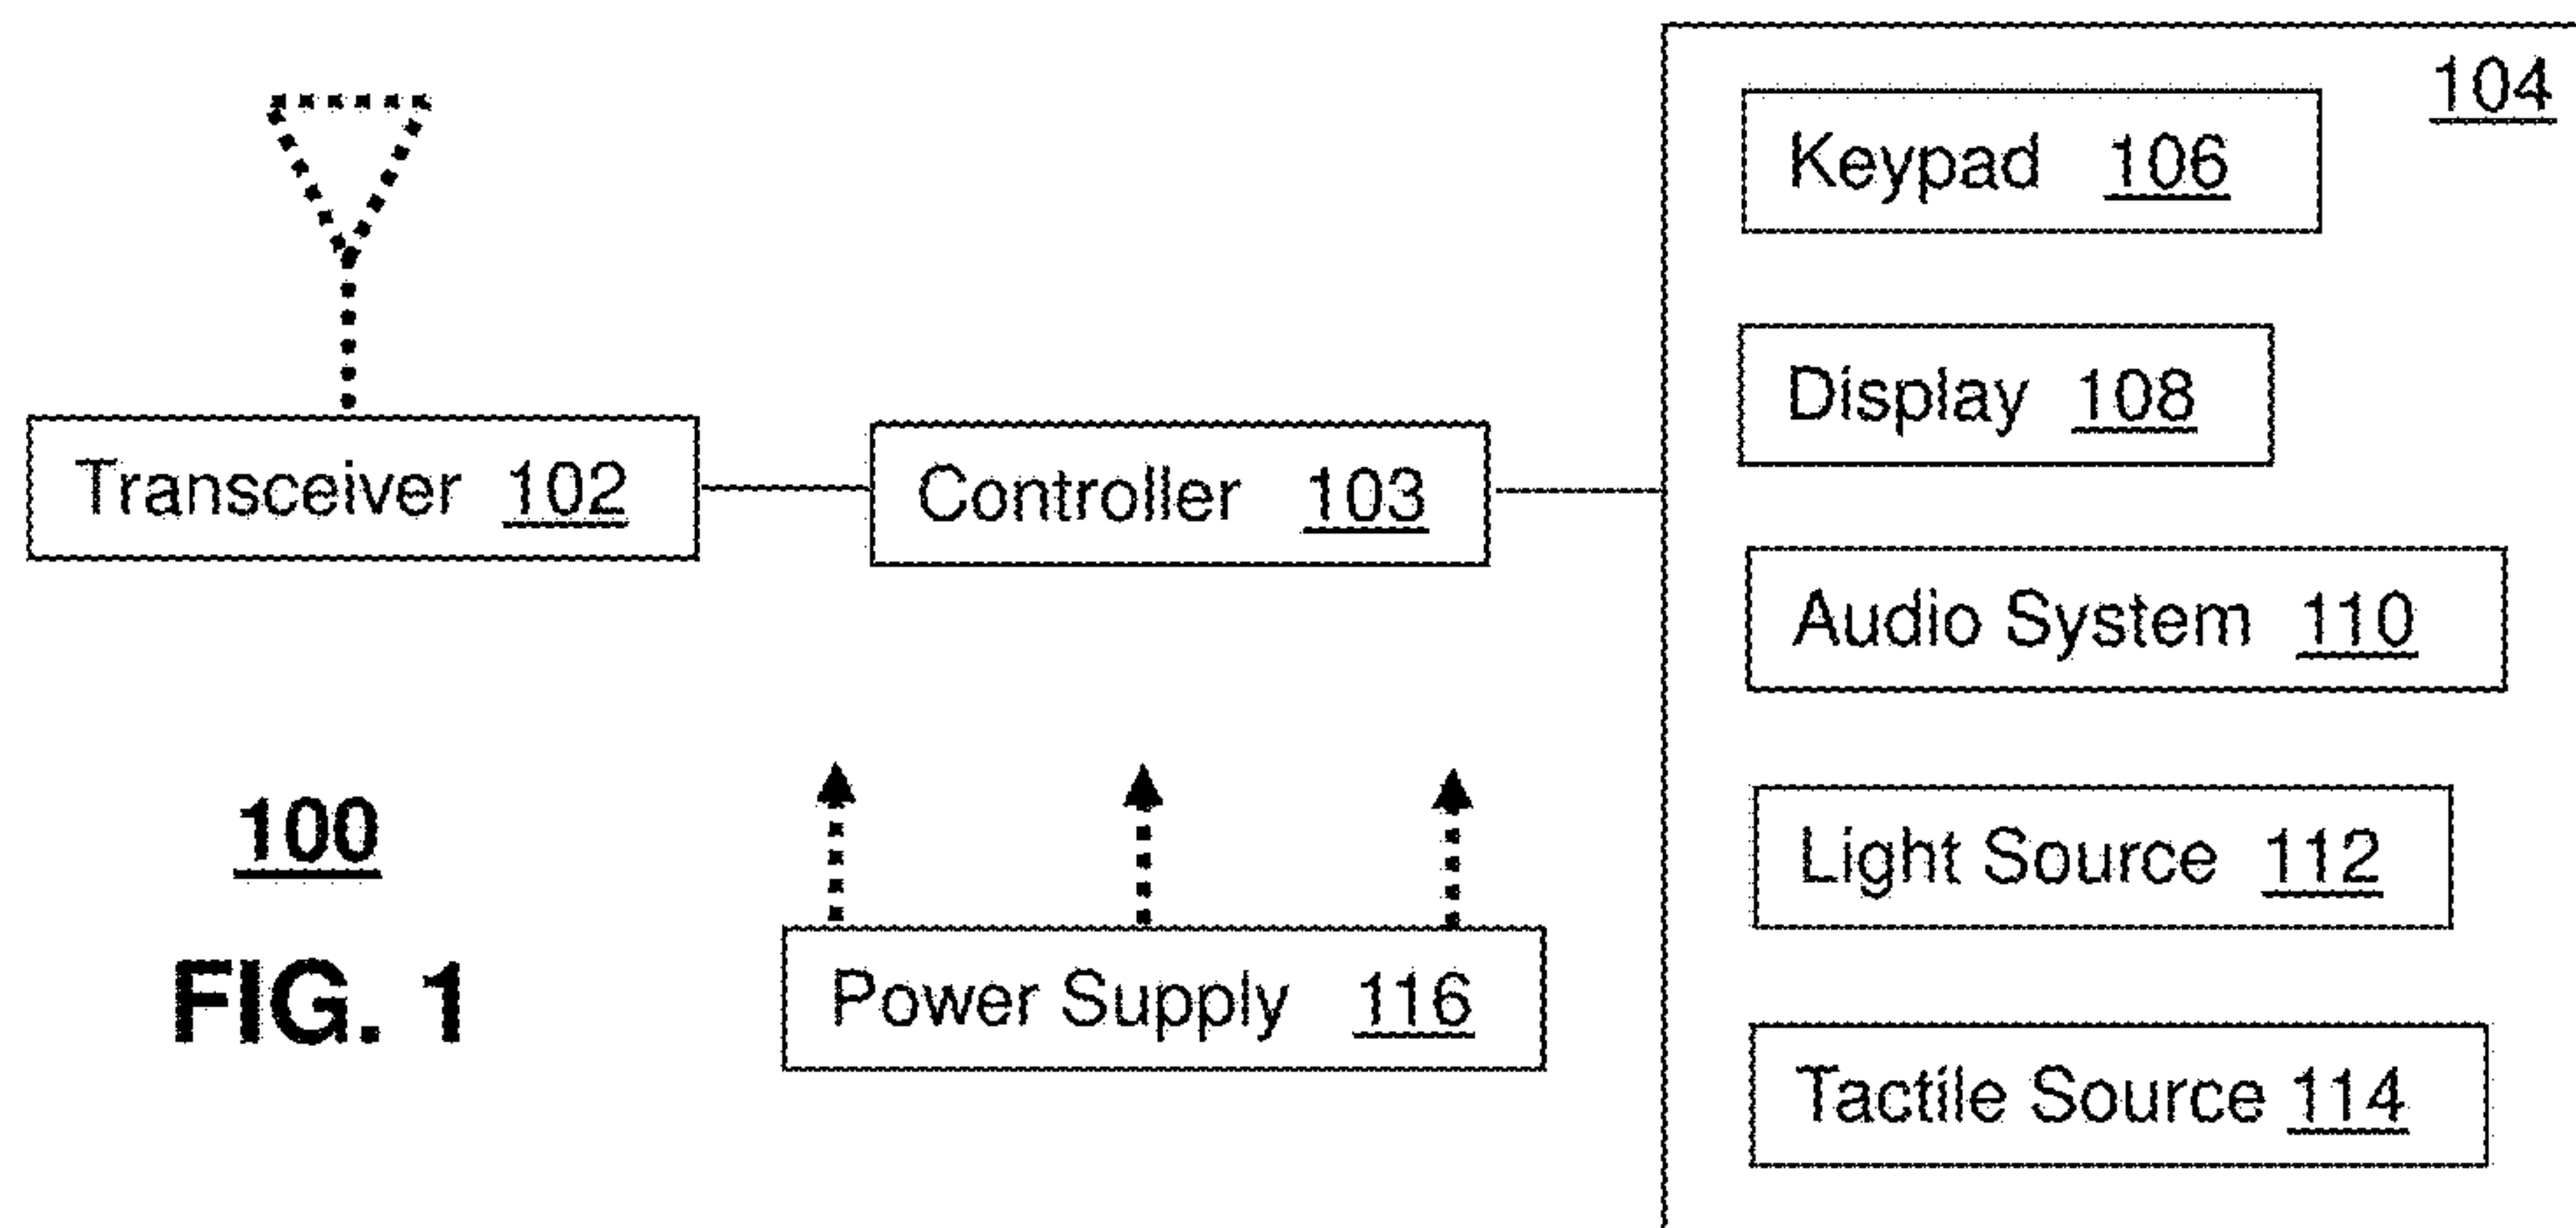 104
Keypad 106
Display 108
Transceiver 102
Controller 103
Audio System 110
100
Light Source 112
FIG. 1
Power Supply 116
Tactile Source 114